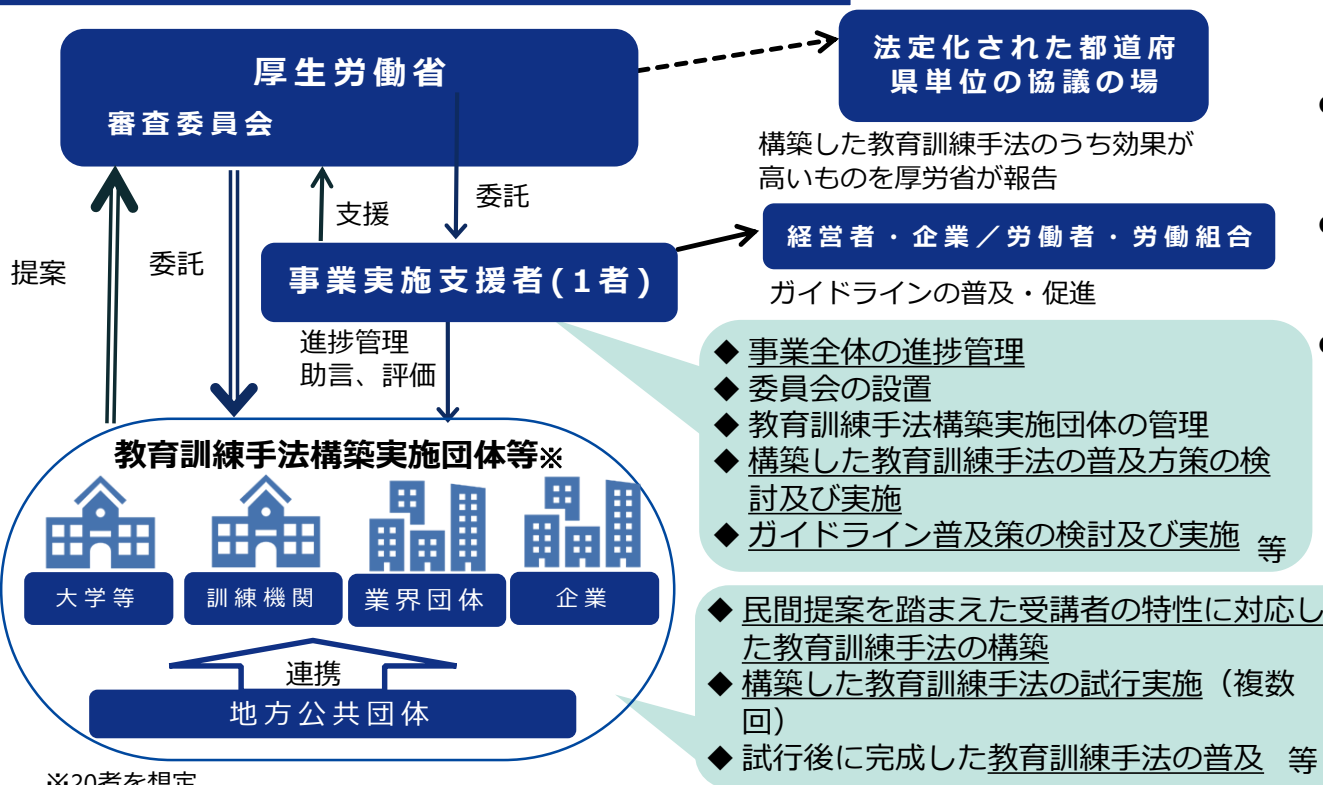 厚生労働省
審査委員会
法定化された都道府
県単位の協議の場
構築した教育訓練手法のうち効果が
高いものを厚労省が報告
提案
委託
支援
委託
事業実施支援者(1者)
経営者・企業／労働者・労働組合
ガイドラインの普及・促進
進捗管理
助言、評価
◆ 事業全体の進捗管理
◆ 委員会の設置
◆ 教育訓練手法構築実施団体の管理
◆ 構築した教育訓練手法の普及方策の検
討及び実施
◆ ガイドライン普及策の検討及び実施 等
教育訓練手法構築実施団体等※
大学等
訓練機関
業界団体
企業
連携
地方公共団体
◆ 民間提案を踏まえた受講者の特性に対応し
た教育訓練手法の構築
◆ 構築した教育訓練手法の試行実施（複数
回）
◆ 試行後に完成した教育訓練手法の普及 等
※20者を想定